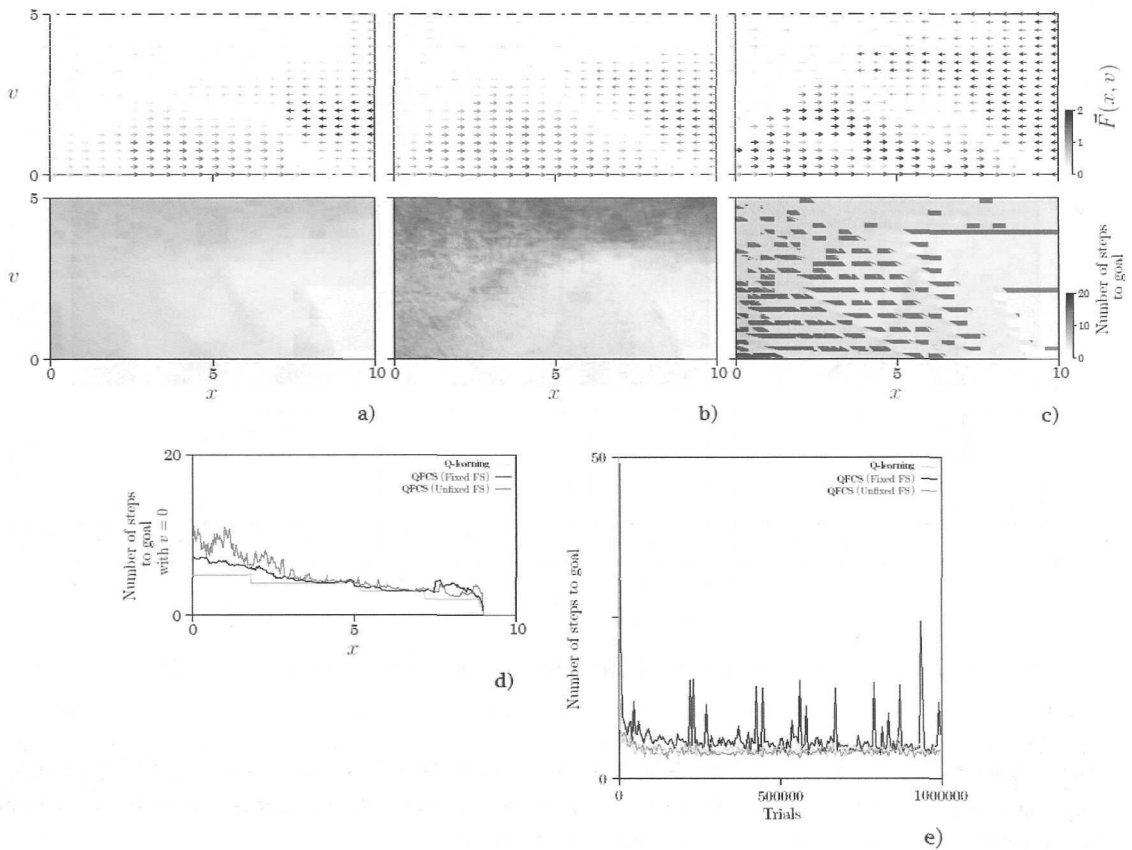 5
v
0
x
x
x
2
1
0
F̄(x, v)
5
v
0
0
5
10
0
5
10
0
5
10
x
x
x
20
10
0
Number of steps
to goal
a)
b)
c)
20
0
Number of steps
to goal
with v = 0
Q-learning
QFCS (Fixed FS)
QFCS (Unfixed FS)
0
5
10
x
d)
50
0
Number of steps to goal
Q-learning
QFCS (Fixed FS)
QFCS (Unfixed FS)
0
500000
1000000
Trials
e)